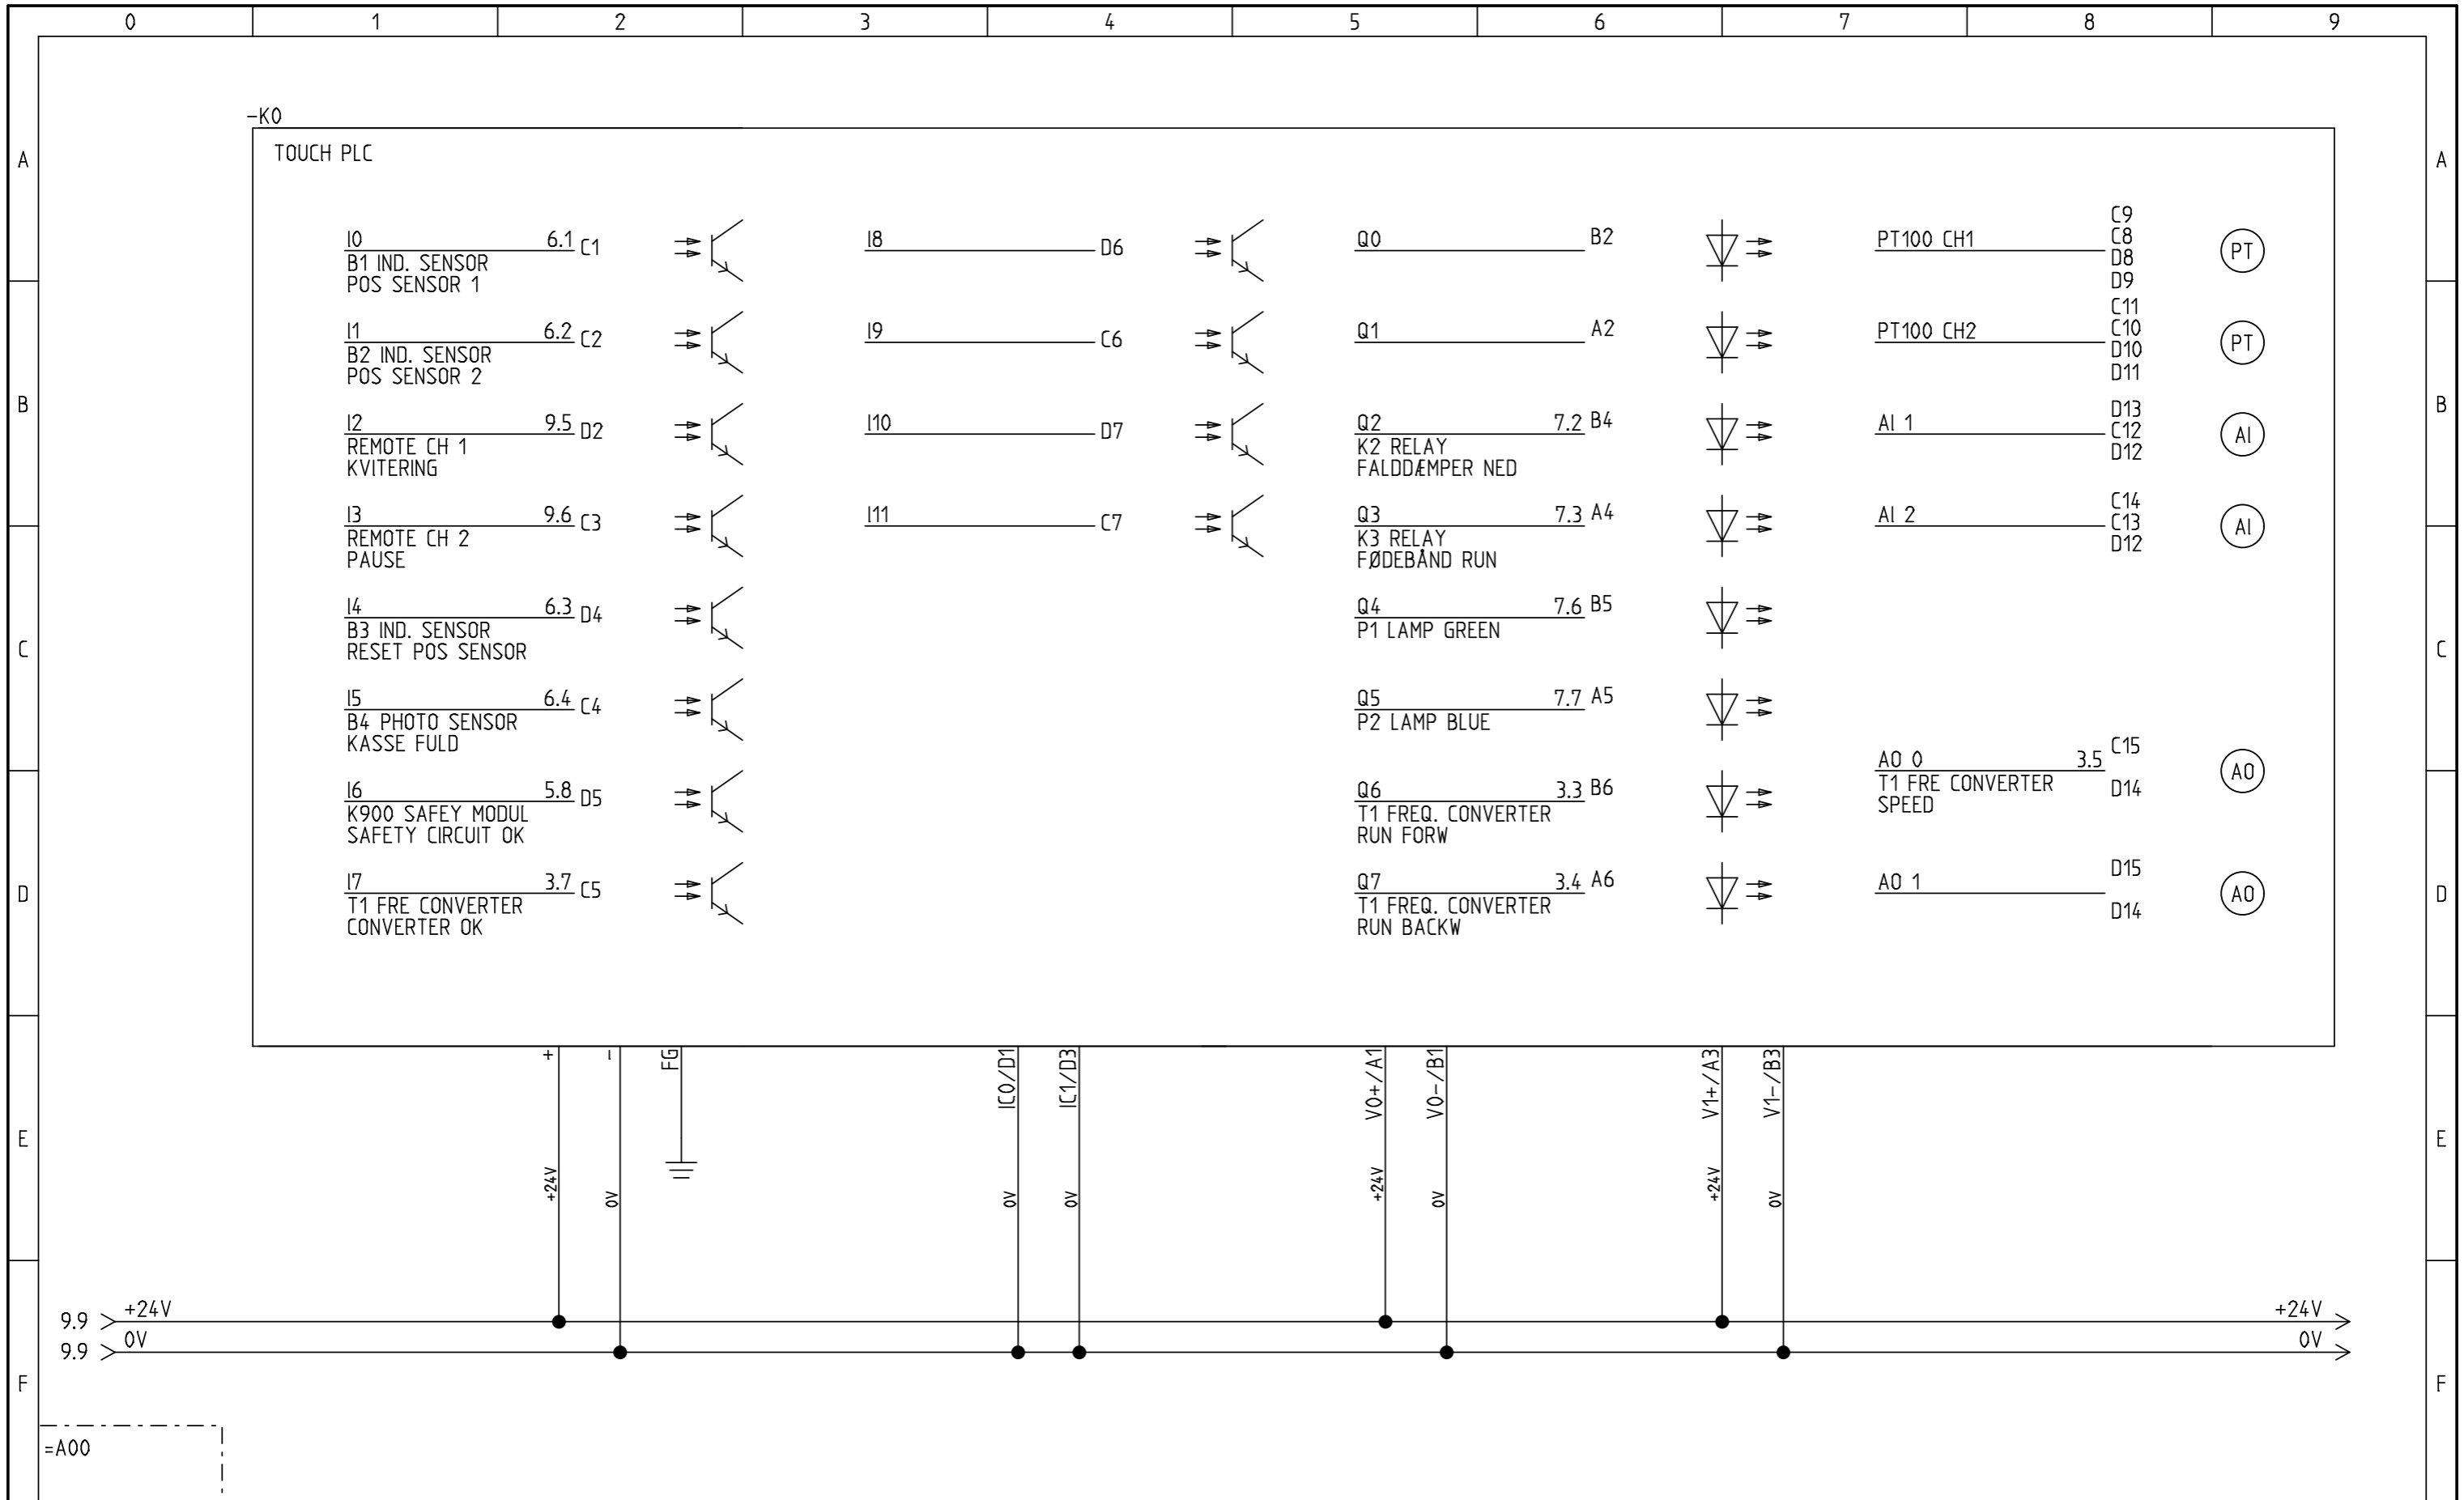 0 1 2 3 4 5 6 7 8 9
-K0
A A
TOUCH PLC
I0 6.1 C1
B1 IND. SENSOR
POS SENSOR 1
I1 6.2 C2
B2 IND. SENSOR
POS SENSOR 2
I2 9.5 D2
REMOTE CH 1
KVITERING
I3 9.6 C3
REMOTE CH 2
PAUSE
I4 6.3 D4
B3 IND. SENSOR
RESET POS SENSOR
I5 6.4 C4
B4 PHOTO SENSOR
KASSE FULD
I6 5.8 D5
K900 SAFEY MODUL
SAFETY CIRCUIT OK
I7 3.7 C5
T1 FRE CONVERTER
CONVERTER OK
I8 D6
I9 C6
I10 D7
I11 C7
Q0 B2
Q1 A2
Q2 7.2 B4
K2 RELAY
FALDDÆMPER NED
Q3 7.3 A4
K3 RELAY
FØDEBÅND RUN
Q4 7.6 B5
P1 LAMP GREEN
Q5 7.7 A5
P2 LAMP BLUE
Q6 3.3 B6
T1 FREQ. CONVERTER
RUN FORW
Q7 3.4 A6
T1 FREQ. CONVERTER
RUN BACKW
C9
PT100 CH1 C8 PT
D8
D9
C11
PT100 CH2 C10 PT
D10
D11
D13
AI 1 C12 AI
D12
C14
AI 2 C13 AI
D12
C15
AO 0 3.5 AO
T1 FRE CONVERTER D14
SPEED
D15
AO 1 AO
D14
B B
C C
D D
+
-
FG
IC0/D1
IC1/D3
V0+/A1
V0-/B1
V1+/A3
V1-/B3
E E
+24V
0V
0V
0V
+24V
0V
+24V
0V
9.9 +24V +24V
9.9 0V 0V
F F
=A00